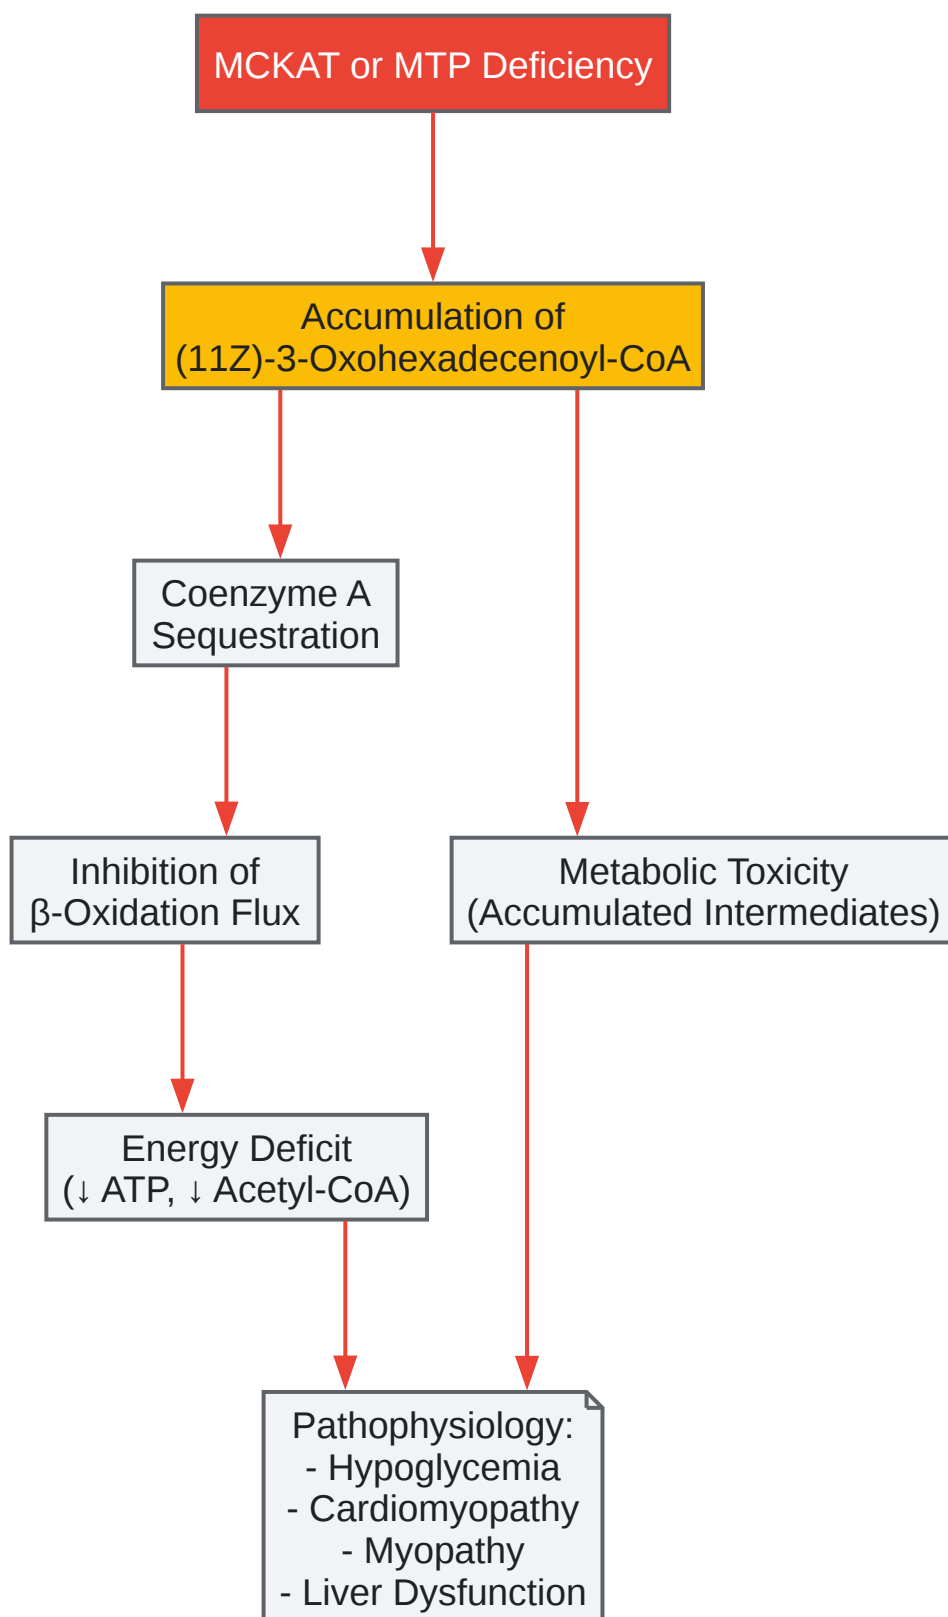 MCKAT or MTP Deficiency
Accumulation of
(11Z)-3-Oxohexadecenoyl-CoA
Coenzyme A
Sequestration
Inhibition of
β-Oxidation Flux
Metabolic Toxicity
(Accumulated Intermediates)
Energy Deficit
(↓ ATP, ↓ Acetyl-CoA)
Pathophysiology:
- Hypoglycemia
- Cardiomyopathy
- Myopathy
- Liver Dysfunction